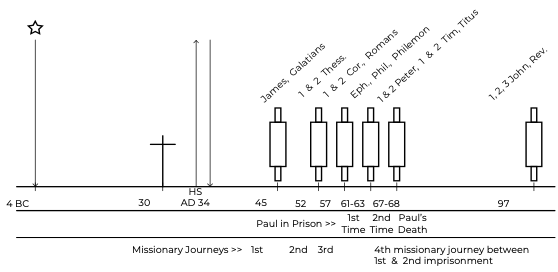 James, Galatians
1 & 2 Thess.
1 & 2 Cor., Romans
Eph., Phil., Philemon
1 & 2 Peter, 1 & 2 Tim, Titus
1, 2, 3 John, Rev.
HS
4 BC 30 AD 34 45 52 57 61-63 67-68 97
Paul in Prison >> 1st 2nd Paul's
Time Time Death
Missionary Journeys >> 1st 2nd 3rd 4th missionary journey between
1st & 2nd imprisonment